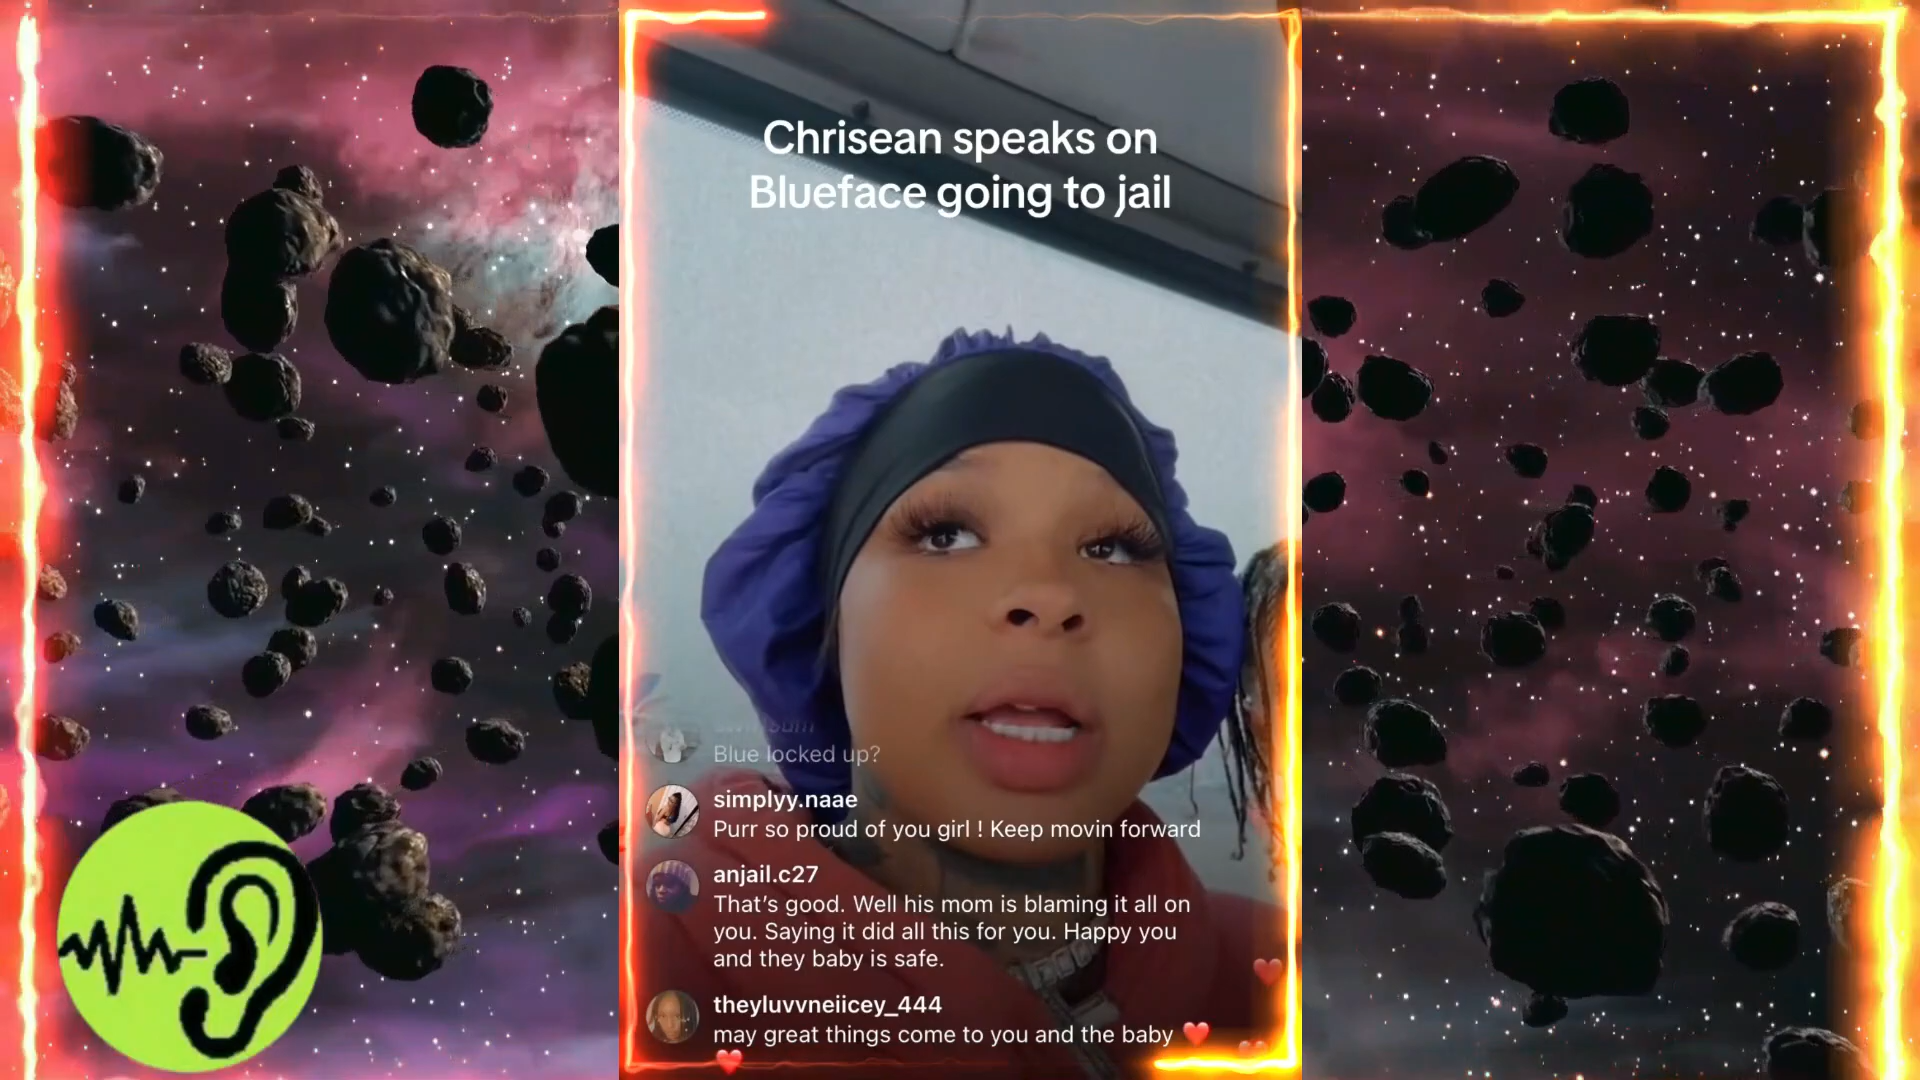 Chrisean speaks on
Blueface going to jail
Blue locked up?
simplyy.naae
Purr so proud of you girl ! Keep movin forward
anjail.c27
That's good. Well his mom is blaming it all on
you. Saying it did all this for you. Happy you
and they baby is safe.
theyluvvneiicey_444
may great things come to you and the baby ❤️